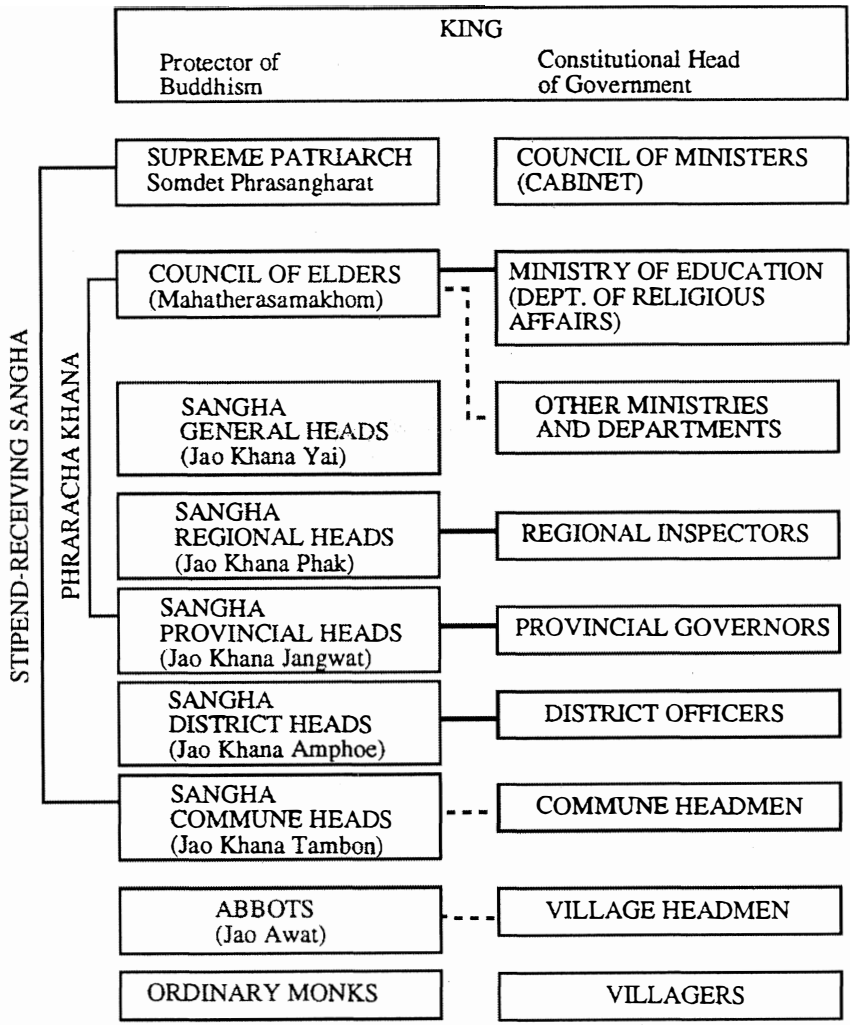 KING
Protector of
Buddhism
Constitutional Head
of Government
SUPREME PATRIARCH
Somdet Phrasangharat
COUNCIL OF MINISTERS
(CABINET)
COUNCIL OF ELDERS
(Mahatherasamakhom)
MINISTRY OF EDUCATION
(DEPT. OF RELIGIOUS
AFFAIRS)
STIPEND-RECEIVING SANGHA
PHRARACHA KHANA
SANGHA
GENERAL HEADS
(Jao Khana Yai)
OTHER MINISTRIES
AND DEPARTMENTS
SANGHA
REGIONAL HEADS
(Jao Khana Phak)
REGIONAL INSPECTORS
SANGHA
PROVINCIAL HEADS
(Jao Khana Jangwat)
PROVINCIAL GOVERNORS
SANGHA
DISTRICT HEADS
(Jao Khana Amphoe)
DISTRICT OFFICERS
SANGHA
COMMUNE HEADS
(Jao Khana Tambon)
COMMUNE HEADMEN
ABBOTS
(Jao Awat)
VILLAGE HEADMEN
ORDINARY MONKS
VILLAGERS